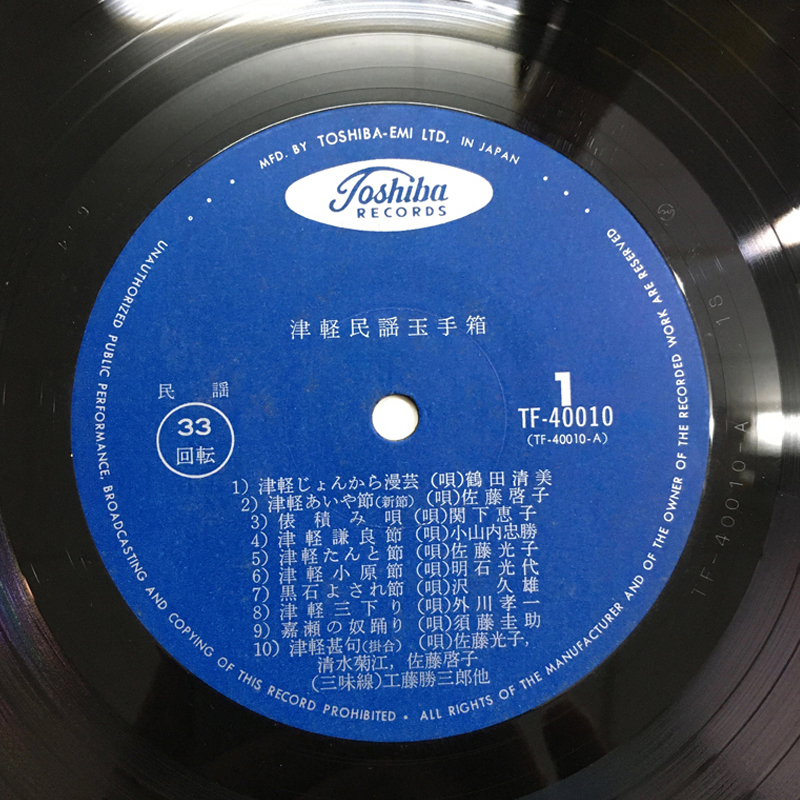 MFD. BY TOSHIBA-EMI LTD. IN JAPAN
Toshiba
RECORDS
津軽民謡玉手箱
民謡
33
回転
1
TF-40010
(TF-40010-A)
1) 津軽じょんから漫芸 (唄)鶴田清美
2) 津軽あいや節(新節) (唄)佐藤啓子
3) 俵積み唄 (唄)関下恵子
4) 津軽謙良節 (唄)小山内忠勝
5) 津軽たんと節 (唄)佐藤光子
6) 津軽小原節 (唄)明石光代
7) 黒石よされ節 (唄)沢久雄
8) 津軽三下り (唄)外川孝一
9) 嘉瀬の奴踊り (唄)須藤圭助
10) 津軽甚句(掛合) (唄)佐藤光子,
清水菊江, 佐藤啓子
(三味線)工藤勝三郎他
UNAUTHORIZED PUBLIC PERFORMANCE, BROADCASTING AND COPYING OF THIS RECORD PROHIBITED • ALL RIGHTS OF THE MANUFACTURER AND OF THE OWNER OF THE RECORDED WORK ARE RESERVED
TF-40010-A
1S